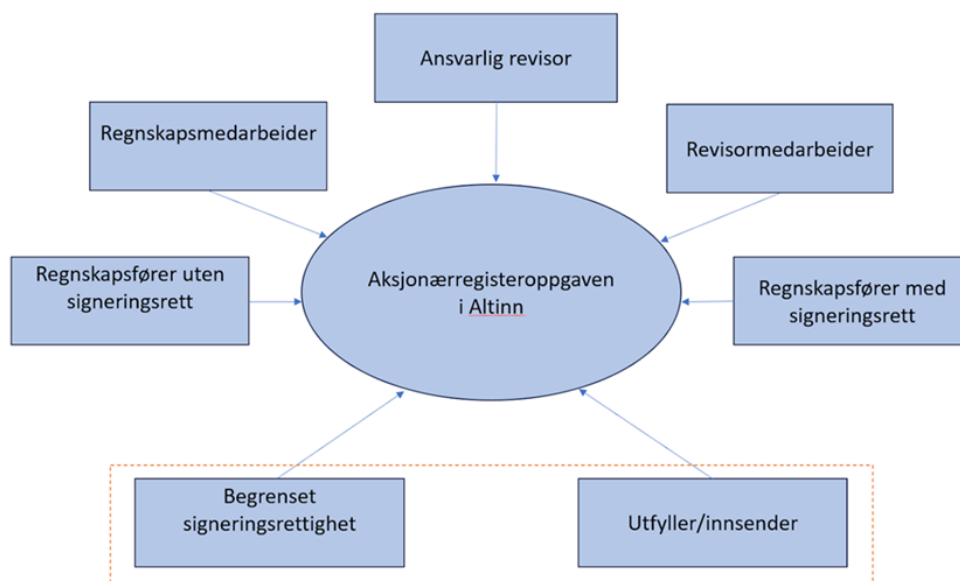 Ansvarlig revisor
Regnskapsmedarbeider
Revisormedarbeider
Regnskapsfører uten
signeringsrett
Aksjonærregisteroppgaven
i Altinn
Regnskapsfører med
signeringsrett
Begrenset
signeringsrettighet
Utfyller/innsender